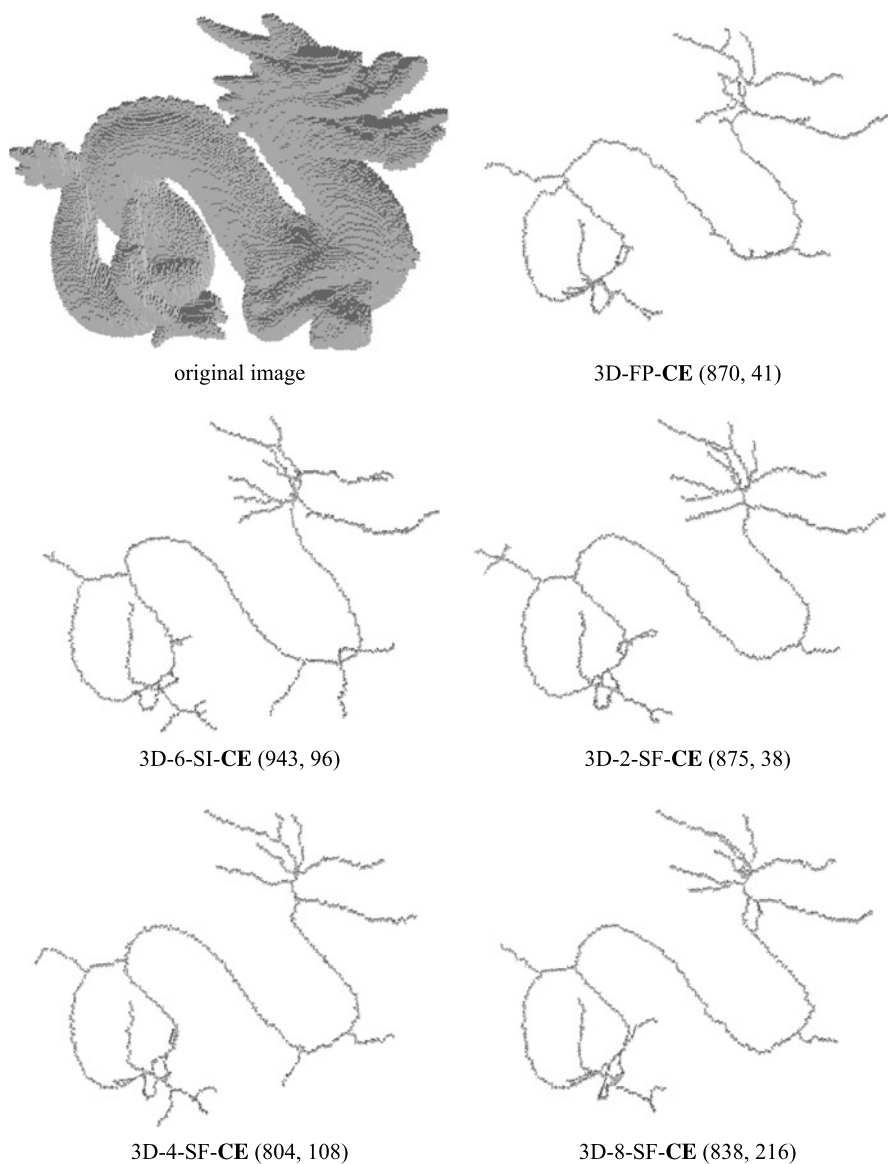 original image
3D-FP-CE (870, 41)
3D-6-SI-CE (943, 96)
3D-2-SF-CE (875, 38)
3D-4-SF-CE (804, 108)
3D-8-SF-CE (838, 216)